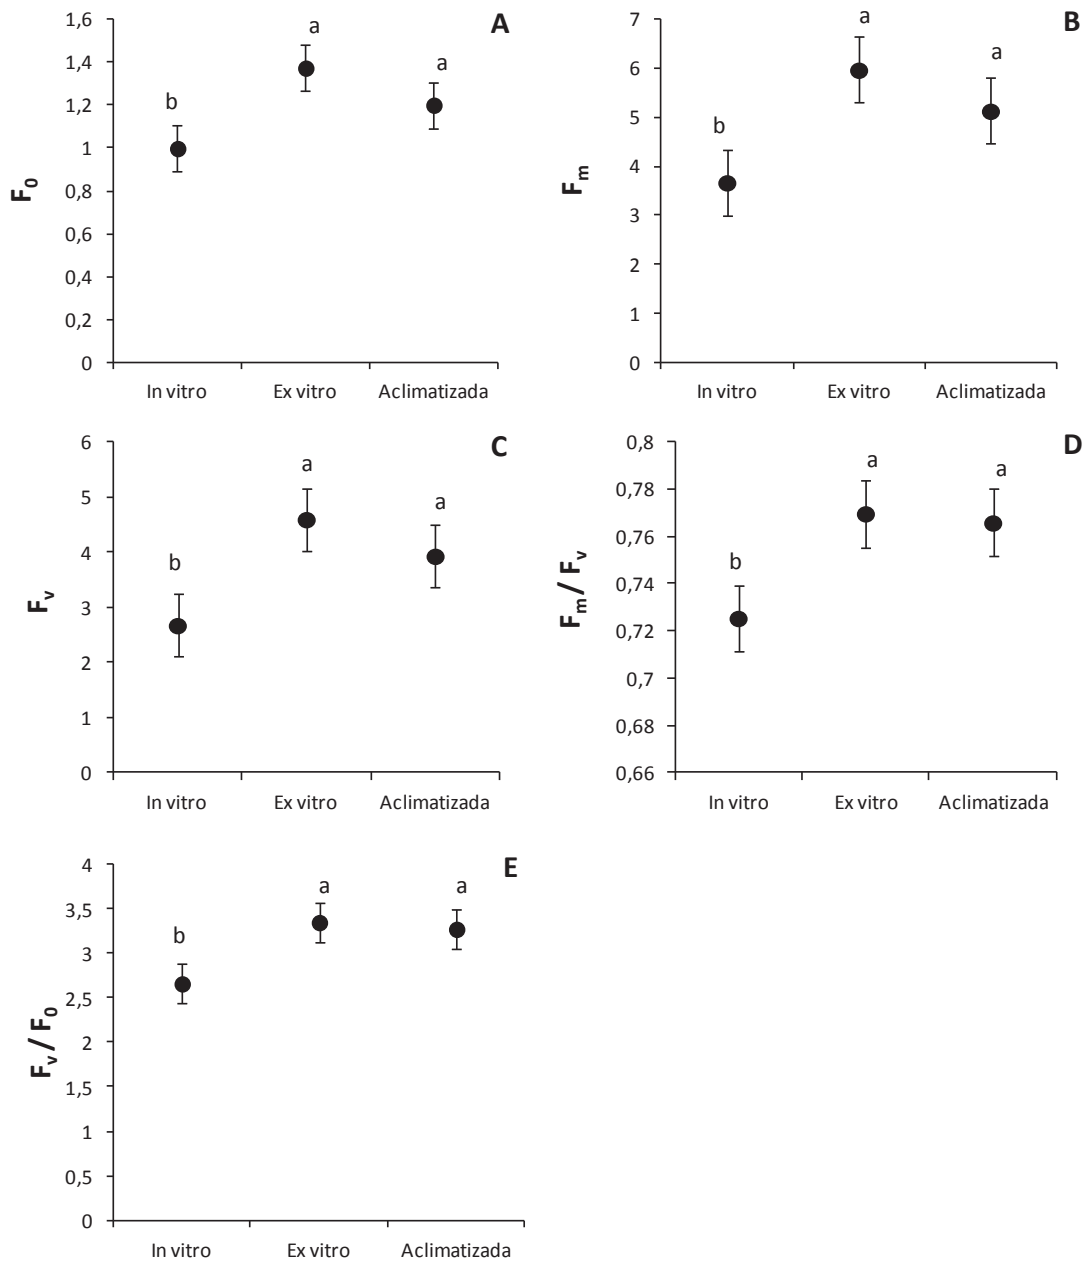 A
F0
1,6
1,4
1,2
1
0,8
0,6
0,4
0,2
0
b
a
a
In vitro
Ex vitro
Aclimatizada
B
Fm
7
6
5
4
3
2
1
0
b
a
a
In vitro
Ex vitro
Aclimatizada
C
Fv
6
5
4
3
2
1
0
b
a
a
In vitro
Ex vitro
Aclimatizada
D
Fm / Fv
0,8
0,78
0,76
0,74
0,72
0,7
0,68
0,66
b
a
a
In vitro
Ex vitro
Aclimatizada
E
Fv / F0
4
3,5
3
2,5
2
1,5
1
0,5
0
b
a
a
In vitro
Ex vitro
Aclimatizada